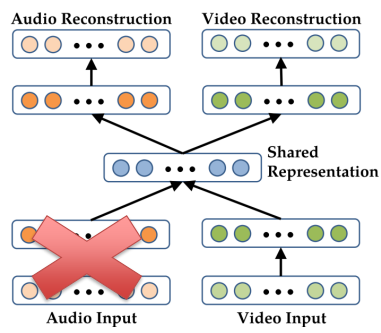 Audio Reconstruction Video Reconstruction
Shared
Representation
Audio Input Video Input